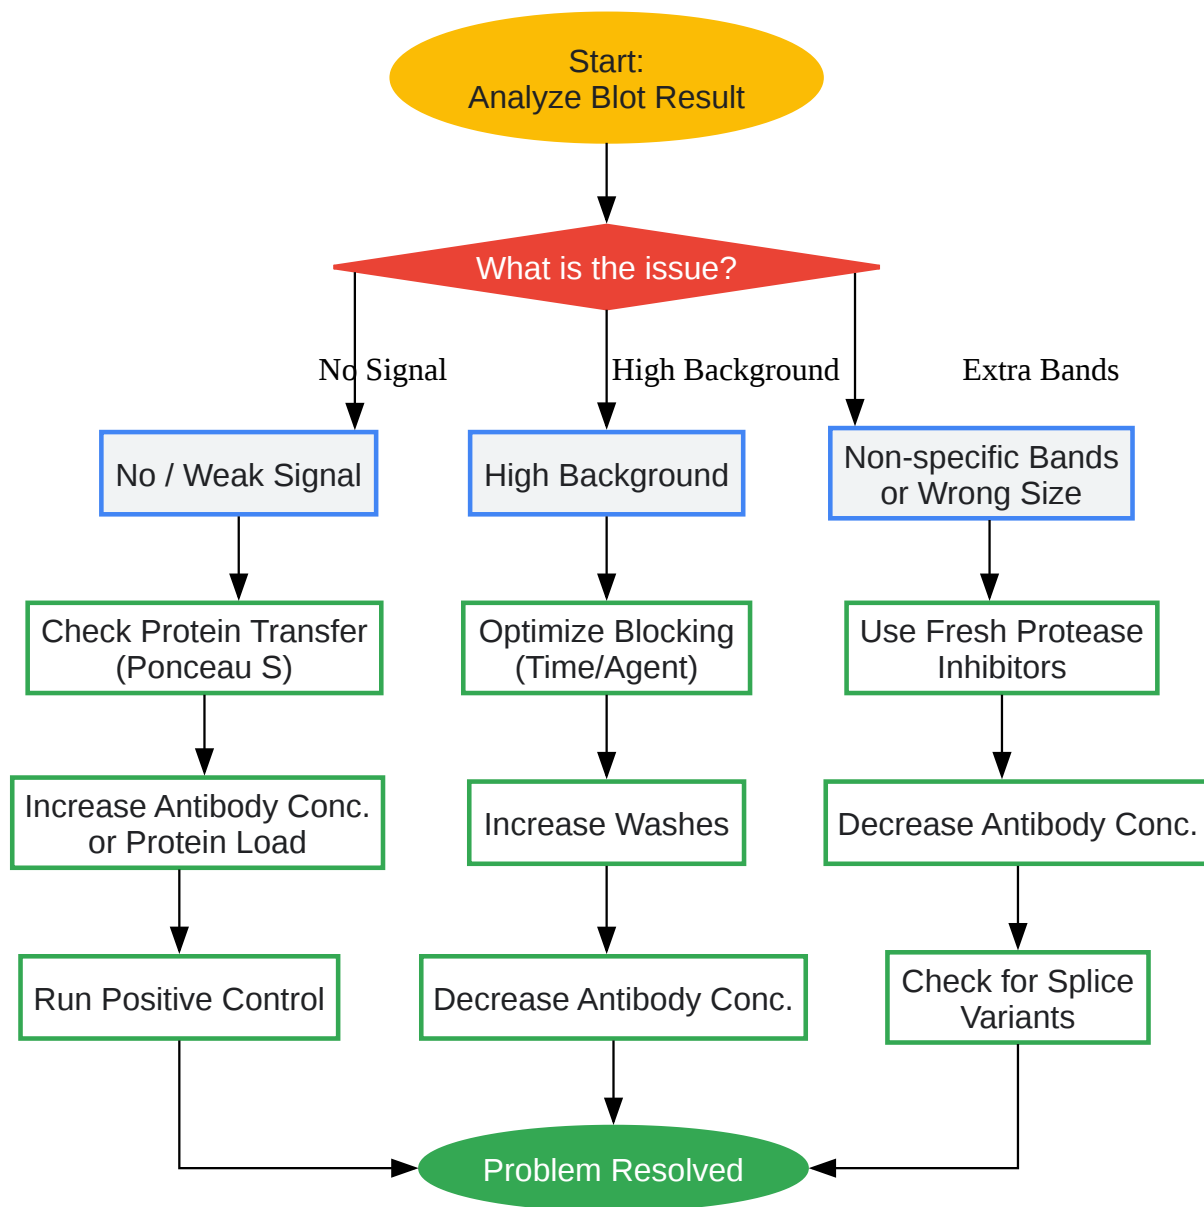 Start:
Analyze Blot Result
What is the issue?
No Signal
High Background
Extra Bands
No / Weak Signal
High Background
Non-specific Bands
or Wrong Size
Check Protein Transfer
(Ponceau S)
Optimize Blocking
(Time/Agent)
Use Fresh Protease
Inhibitors
Increase Antibody Conc.
or Protein Load
Increase Washes
Decrease Antibody Conc.
Run Positive Control
Decrease Antibody Conc.
Check for Splice
Variants
Problem Resolved